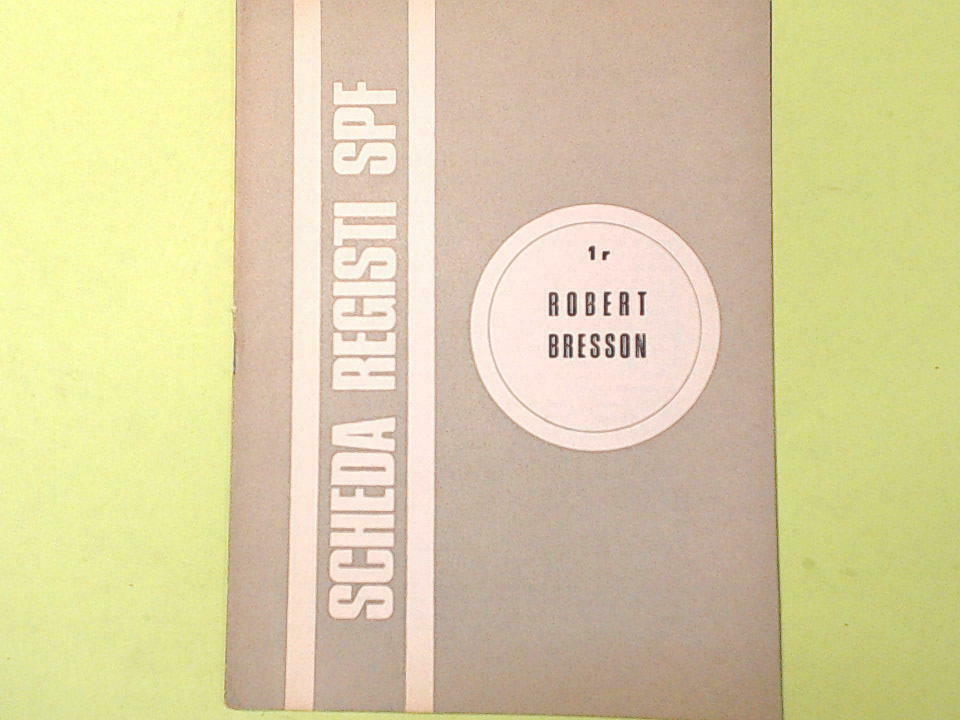 SCHEDA REGISTI SPF
1r
ROBERT
BRESSON